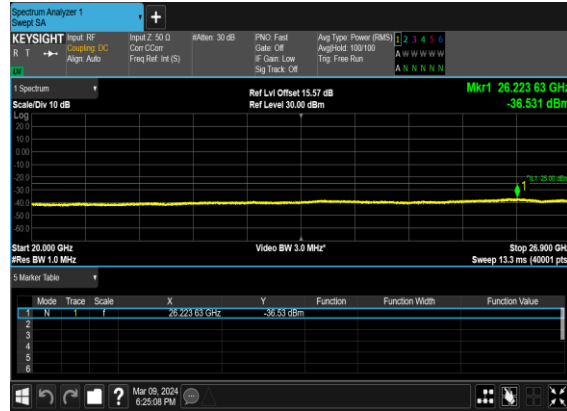 Spectrum Analyzer 1
Swept SA
+
KEYSIGHT Input: RF Input Z: 50 Ω #Atten: 30 dB PNO: Fast Avg Type: Power (RMS) 1 2 3 4 5 6
R T Coupling: DC Corr CCorr Gate: Off Avg|Hold: 100/100 A W W W W W
Align: Auto Freq Ref: Int (S) IF Gain: Low Trig: Free Run
Sig Track: Off A N N N N N
1 Spectrum Ref Lvl Offset 15.57 dB Mkr1 26.223 63 GHz
Scale/Div 10 dB Ref Level 30.00 dBm -36.531 dBm
Log
20.0
10.0
0.00
-10.0
-20.0
-30.0
-40.0
-50.0
-60.0
1
Start 20.000 GHz Video BW 3.0 MHz* Stop 26.900 GHz
#Res BW 1.0 MHz Sweep 13.3 ms (40001 pts)
5 Marker Table
Mode Trace Scale X Y Function Function Width Function Value
1 N 1 f 26.223 63 GHz -36.53 dBm
2
3
4
5
6
? Mar 09, 2024
6:25:08 PM